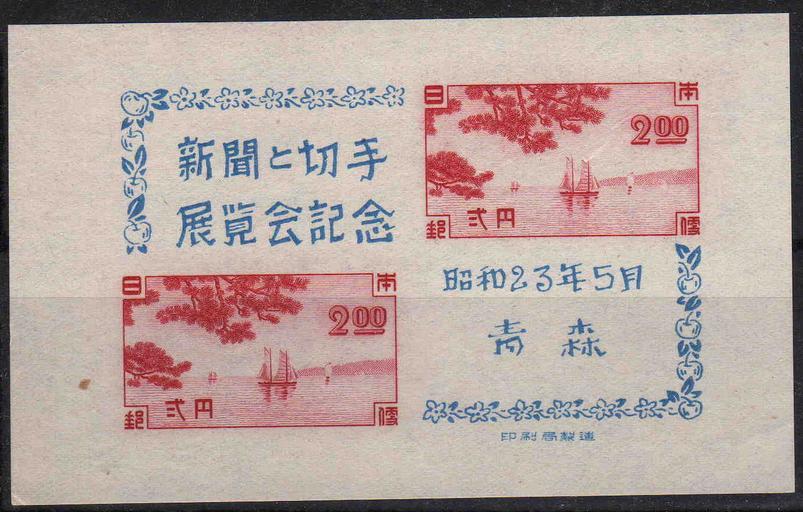 新聞と切手
展覧会記念
日本
2.00
弐円
郵便
昭和23年5月
青森
日本
2.00
弐円
郵便
印刷局製造